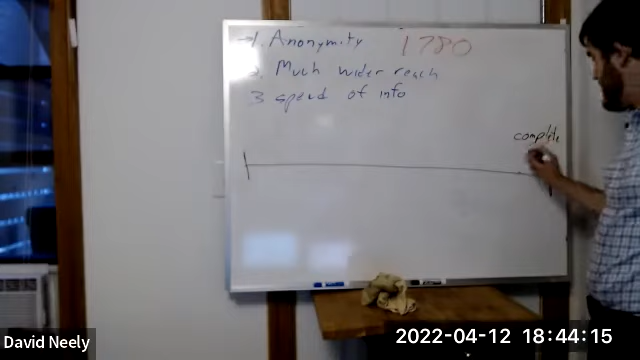 1. Anonymity 1780
2. Much wider reach
3 speed of info
complete
David Neely
2022-04-12 18:44:15